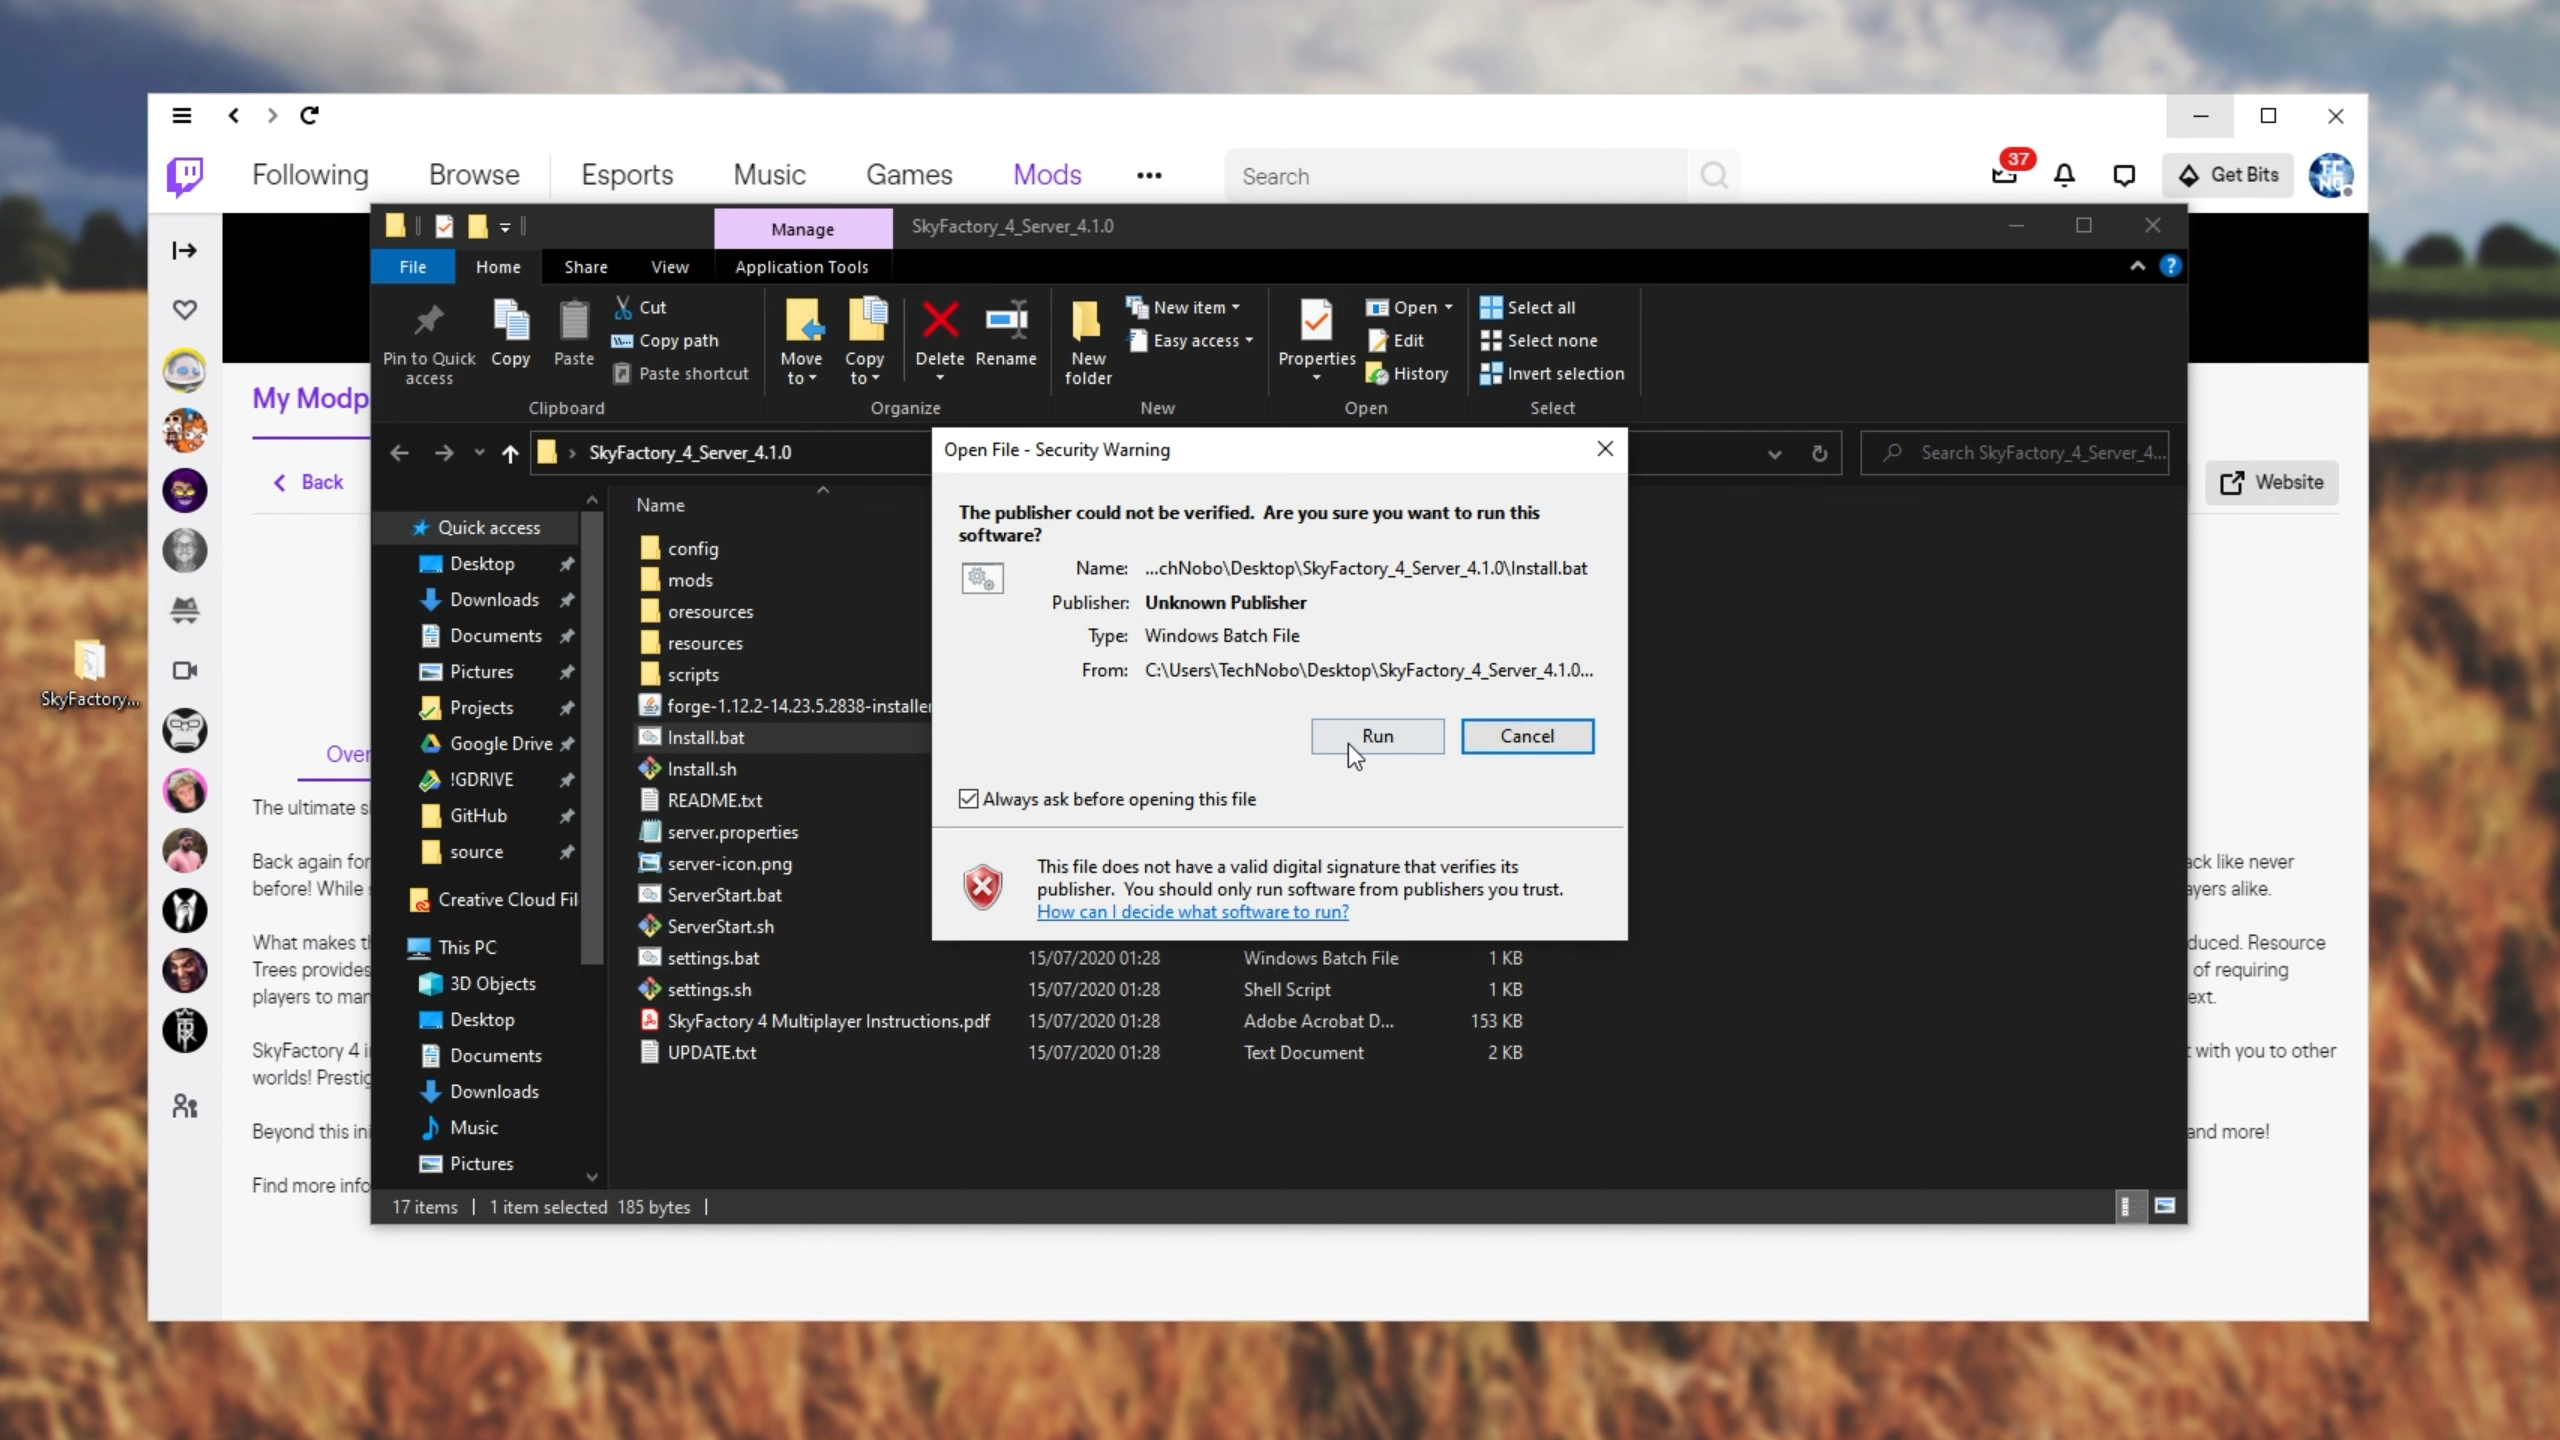 Following
Browse
Esports
Music
Games
Mods
Search
37
Get Bits
Manage
SkyFactory_4_Server_4.1.0
File
Home
Share
View
Application Tools
Pin to Quick access
Copy
Paste
Cut
Copy path
Paste shortcut
Clipboard
Move to
Copy to
Delete
Rename
Organize
New folder
New item
Easy access
New
Properties
Open
Edit
History
Open
Select all
Select none
Invert selection
Select
My Modp
Back
Website
SkyFactory_4_Server_4.1.0
Search SkyFactory_4_Server_4...
Quick access
Desktop
Downloads
Documents
Pictures
Projects
Google Drive
!GDRIVE
GitHub
source
Creative Cloud Fil
This PC
3D Objects
Desktop
Documents
Downloads
Music
Pictures
Name
config
mods
oresources
resources
scripts
forge-1.12.2-14.23.5.2838-installer
Install.bat
Install.sh
README.txt
server.properties
server-icon.png
ServerStart.bat
ServerStart.sh
settings.bat 15/07/2020 01:28 Windows Batch File 1 KB
settings.sh 15/07/2020 01:28 Shell Script 1 KB
SkyFactory 4 Multiplayer Instructions.pdf 15/07/2020 01:28 Adobe Acrobat D... 153 KB
UPDATE.txt 15/07/2020 01:28 Text Document 2 KB
17 items
1 item selected 185 bytes
Open File - Security Warning
The publisher could not be verified. Are you sure you want to run this
software?
Name: ...chNobo\Desktop\SkyFactory_4_Server_4.1.0\Install.bat
Publisher: Unknown Publisher
Type: Windows Batch File
From: C:\Users\TechNobo\Desktop\SkyFactory_4_Server_4.1.0...
Run
Cancel
Always ask before opening this file
This file does not have a valid digital signature that verifies its
publisher. You should only run software from publishers you trust.
How can I decide what software to run?
SkyFactory...
Over
The ultimate s
Back again for
before! While
What makes t
Trees provides
players to mar
SkyFactory 4 i
worlds! Prestig
Beyond this ini
Find more info
ack like never
ayers alike.
duced. Resource
of requiring
ext.
with you to other
and more!